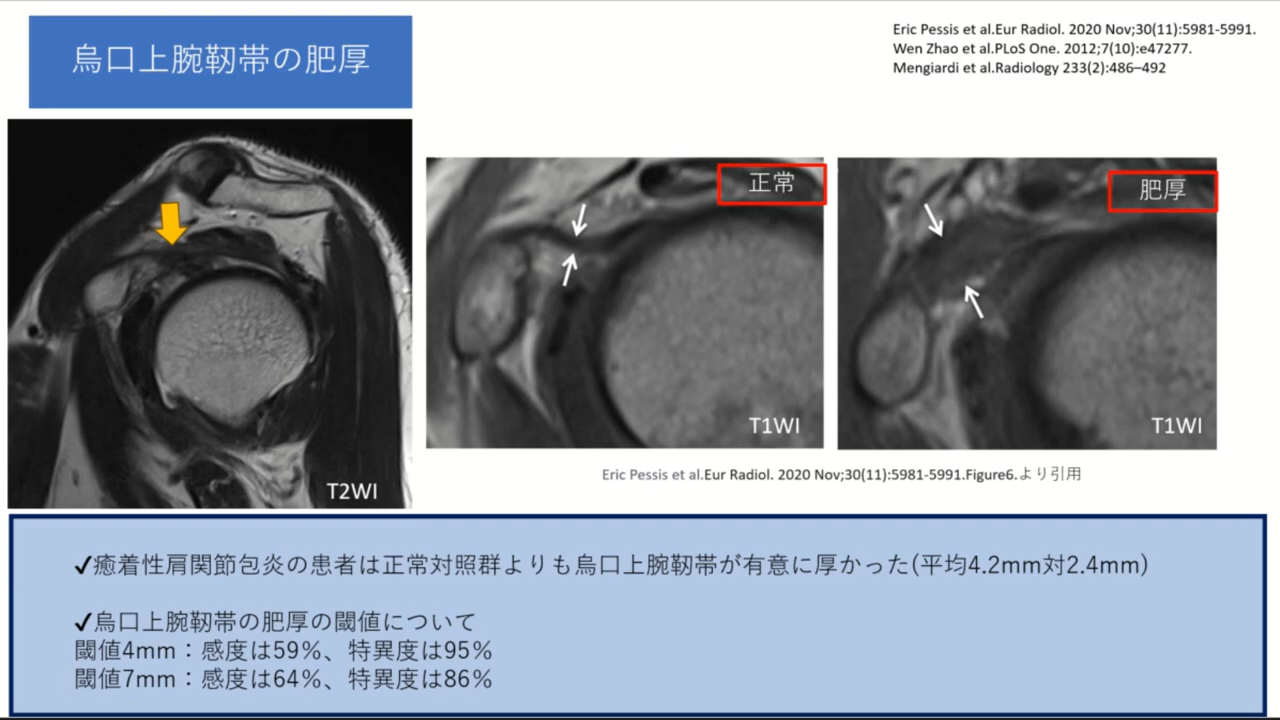 烏口上腕靭帯の肥厚
Eric Pessis et al.Eur Radiol. 2020 Nov;30(11):5981-5991.
Wen Zhao et al.PLoS One. 2012;7(10):e47277.
Mengiardi et al.Radiology 233(2):486–492
正常
肥厚
T2WI
T1WI
T1WI
Eric Pessis et al.Eur Radiol. 2020 Nov;30(11):5981-5991.Figure6.より引用
✓癒着性肩関節包炎の患者は正常対照群よりも烏口上腕靭帯が有意に厚かった(平均4.2mm対2.4mm)
✓烏口上腕靭帯の肥厚の閾値について
閾値4mm：感度は59%、特異度は95%
閾値7mm：感度は64%、特異度は86%